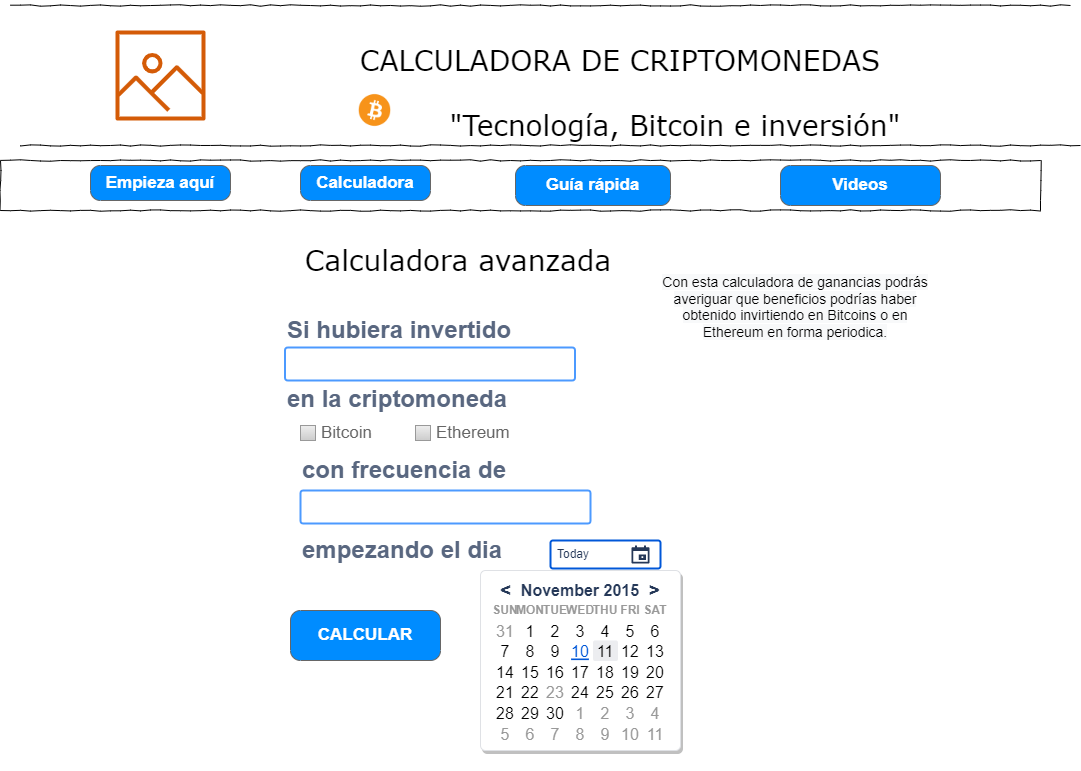 CALCULADORA DE CRIPTOMONEDAS
"Tecnología, Bitcoin e inversión"
Empieza aquí
Calculadora
Guía rápida
Videos
Calculadora avanzada
Con esta calculadora de ganancias podrás
averiguar que beneficios podrías haber
obtenido invirtiendo en Bitcoins o en
Ethereum en forma periodica.
Si hubiera invertido
en la criptomoneda
Bitcoin
Ethereum
con frecuencia de
empezando el dia
Today
< November 2015 >
SUN MON TUE WED THU FRI SAT
31 1 2 3 4 5 6
7 8 9 10 11 12 13
14 15 16 17 18 19 20
21 22 23 24 25 26 27
28 29 30 1 2 3 4
5 6 7 8 9 10 11
CALCULAR